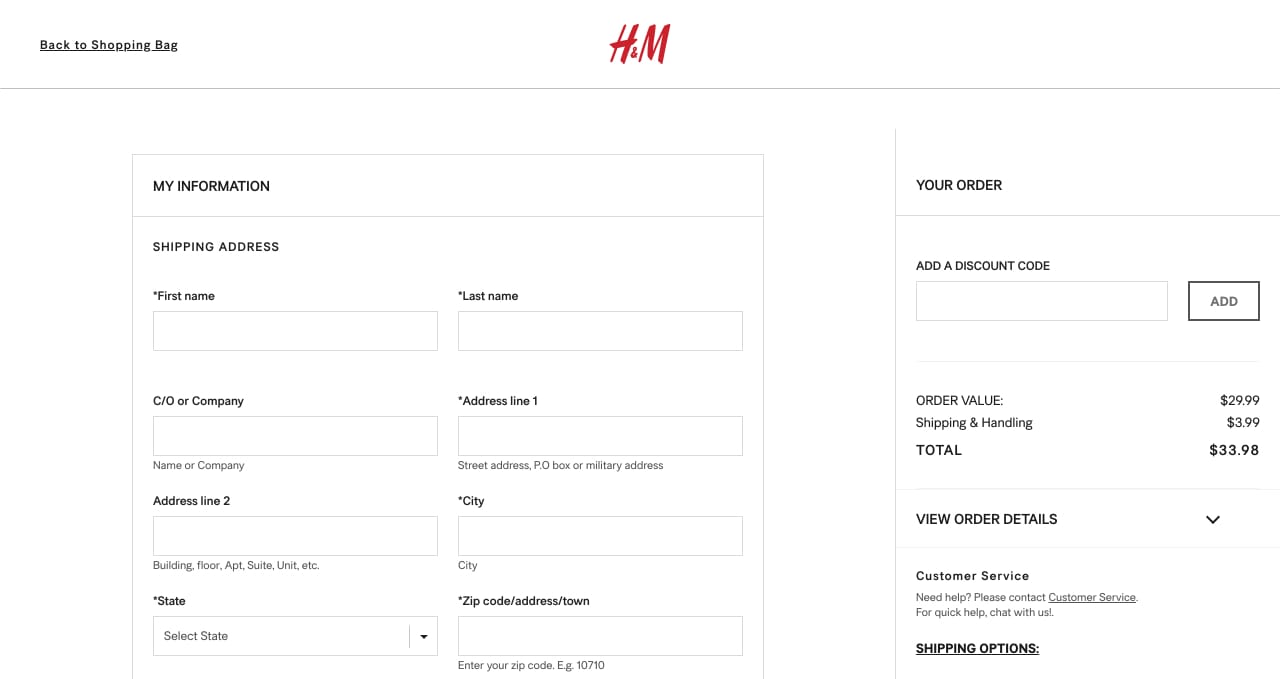 Back to Shopping Bag
H&M
MY INFORMATION
SHIPPING ADDRESS
*First name
*Last name
C/O or Company
*Address line 1
Name or Company
Street address, P.O box or military address
Address line 2
*City
Building, floor, Apt, Suite, Unit, etc.
City
*State
*Zip code/address/town
Select State
Enter your zip code. E.g. 10710
YOUR ORDER
ADD A DISCOUNT CODE
ADD
ORDER VALUE: $29.99
Shipping & Handling $3.99
TOTAL $33.98
VIEW ORDER DETAILS
Customer Service
Need help? Please contact Customer Service.
For quick help, chat with us!.
SHIPPING OPTIONS: